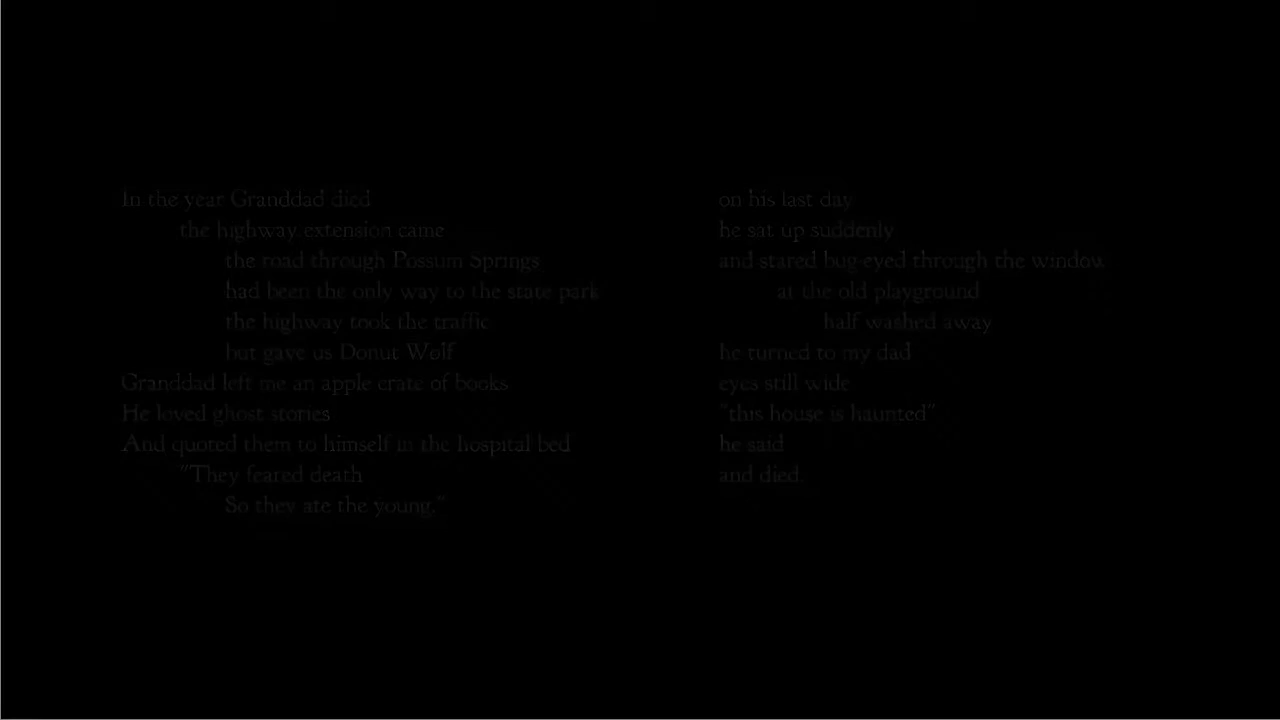 In the year Granddad died
the highway extension came
the road through Possum Springs
had been the only way to the state park
the highway took the traffic
but gave us Donut Wolf
Granddad left me an apple crate of books
He loved ghost stories
And quoted them to himself in the hospital bed
"They feared death
So they ate the young."
on his last day
he sat up suddenly
and stared bug-eyed through the window
at the old playground
half washed away
he turned to my dad
eyes still wide
"this house is haunted"
he said
and died.